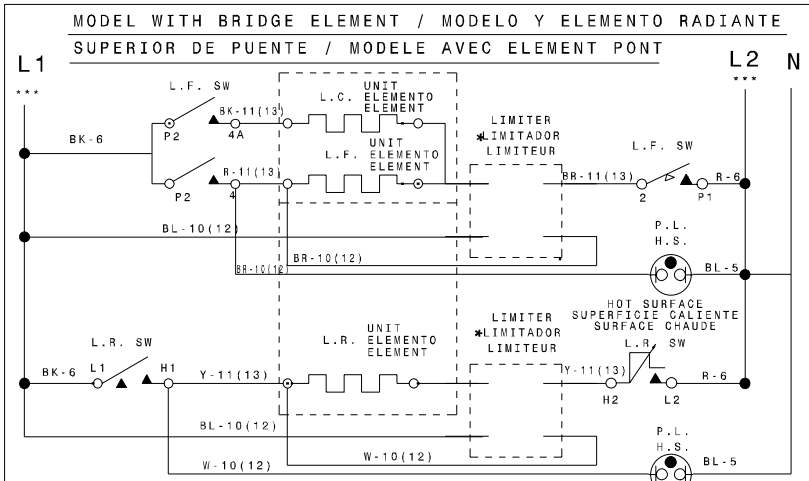 MODEL WITH BRIDGE ELEMENT / MODELO Y ELEMENTO RADIANTE
SUPERIOR DE PUENTE / MODELE AVEC ELEMENT PONT
L1
***
L2
***
N
L.F. SW
BK-6
P2
4A
BK-11(13)
L.C.
UNIT
ELEMENTO
ELEMENT
P2
4
R-11(13)
L.F.
UNIT
ELEMENTO
ELEMENT
LIMITER
*LIMITADOR
LIMITEUR
BR-11(13)
L.F. SW
2
P1
R-6
BL-10(12)
BR-10(12)
BR-10(12)
P.L.
H.S.
BL-5
HOT SURFACE
SUPERFICIE CALIENTE
SURFACE CHAUDE
L.R. SW
BK-6
L1
H1
Y-11(13)
L.R.
UNIT
ELEMENTO
ELEMENT
LIMITER
*LIMITADOR
LIMITEUR
Y-11(13)
L.R. SW
H2
L2
R-6
BL-10(12)
W-10(12)
W-10(12)
P.L.
H.S.
BL-5